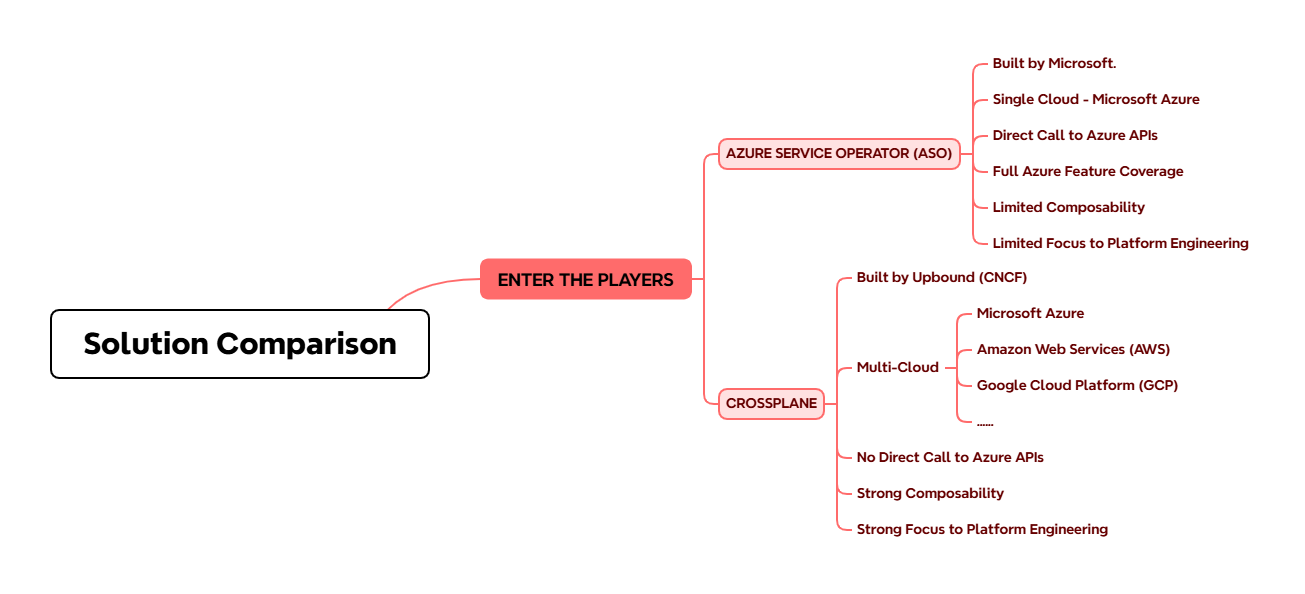 Solution Comparison
ENTER THE PLAYERS
AZURE SERVICE OPERATOR (ASO)
Built by Microsoft.
Single Cloud - Microsoft Azure
Direct Call to Azure APIs
Full Azure Feature Coverage
Limited Composability
Limited Focus to Platform Engineering
CROSSPLANE
Built by Upbound (CNCF)
Multi-Cloud
Microsoft Azure
Amazon Web Services (AWS)
Google Cloud Platform (GCP)
......
No Direct Call to Azure APIs
Strong Composability
Strong Focus to Platform Engineering